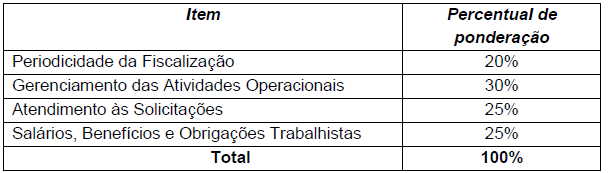 Item Percentual de
ponderação
Periodicidade da Fiscalização 20%
Gerenciamento das Atividades Operacionais 30%
Atendimento às Solicitações 25%
Salários, Benefícios e Obrigações Trabalhistas 25%
Total 100%